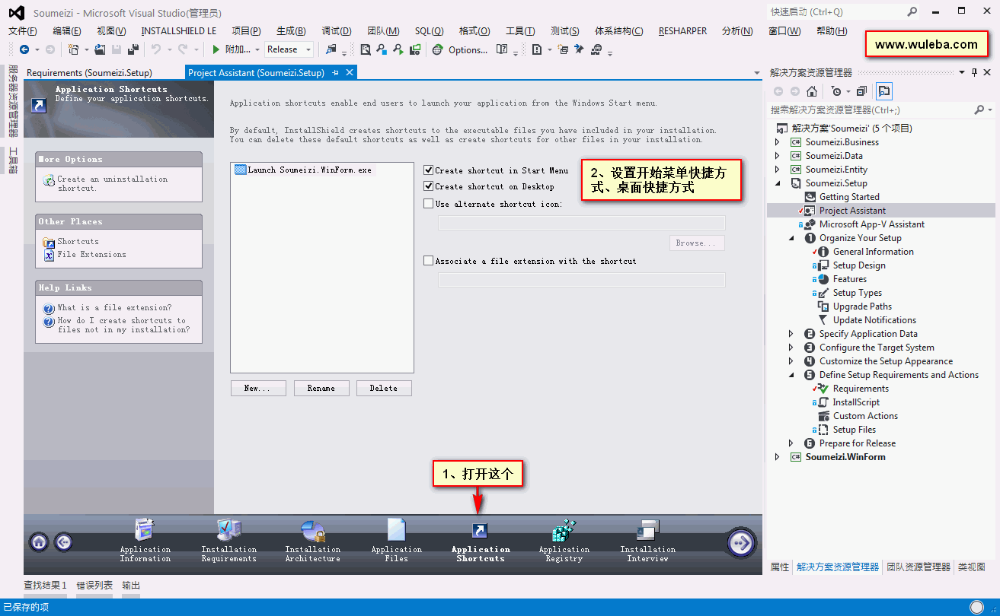 Soumeizi - Microsoft Visual Studio(管理员)
快速启动 (Ctrl+Q)
文件(F) 编辑(E) 视图(V) INSTALLSHIELD LE 项目(P) 生成(B) 调试(D) 团队(M) SQL(Q) 格式(O) 工具(T) 测试(S) 体系结构(C) RESHARPER 分析(N) 窗口(W) 帮助(H)
附加... Release Options...
www.wuleba.com
服务器资源管理器
工具箱
Requirements (Soumeizi.Setup) Project Assistant (Soumeizi.Setup)
Application Shortcuts
Define your application shortcuts.
More Options
Create an uninstallation
shortcut.
Other Places
Shortcuts
File Extensions
Help Links
What is a file extension?
How do I create shortcuts to
files not in my installation?
Application shortcuts enable end users to launch your application from the Windows Start menu.
By default, InstallShield creates shortcuts to the executable files you have included in your installation.
You can delete these default shortcuts as well as create shortcuts for other files in your installation.
Launch Soumeizi.WinForm.exe
Create shortcut in Start Menu
Create shortcut on Desktop
Use alternate shortcut icon:
Browse...
Associate a file extension with the shortcut
2、设置开始菜单快捷方
式、桌面快捷方式
New... Rename Delete
1、打开这个
Application
Information
Installation
Requirements
Installation
Architecture
Application
Files
Application
Shortcuts
Application
Registry
Installation
Interview
解决方案资源管理器
搜索解决方案资源管理器(Ctrl+;)
解决方案'Soumeizi' (5 个项目)
C# Soumeizi.Business
C# Soumeizi.Data
C# Soumeizi.Entity
Soumeizi.Setup
Getting Started
Project Assistant
Microsoft App-V Assistant
1 Organize Your Setup
General Information
Setup Design
Features
Setup Types
Upgrade Paths
Update Notifications
2 Specify Application Data
3 Configure the Target System
4 Customize the Setup Appearance
5 Define Setup Requirements and Actions
Requirements
InstallScript
Custom Actions
Setup Files
6 Prepare for Release
C# Soumeizi.WinForm
属性 解决方案资源管理器 团队资源管理器 类视图
查找结果 1 错误列表 输出
已保存的项